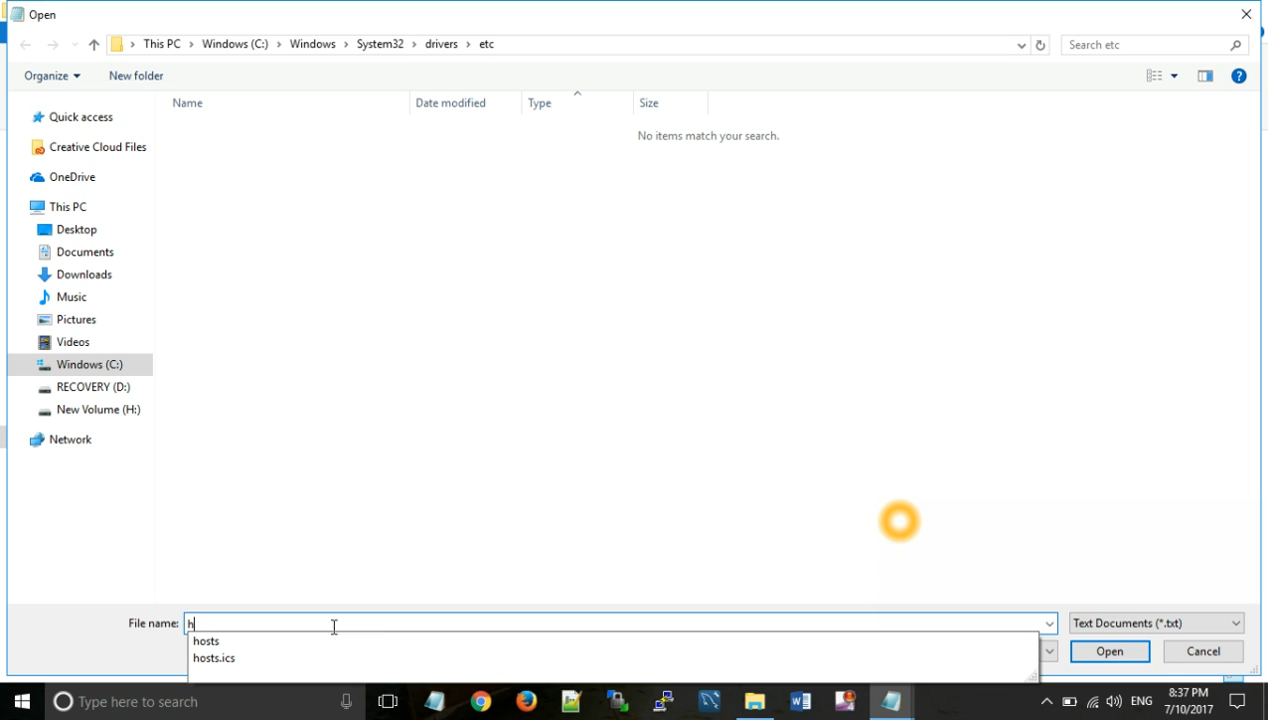 Open
This PC > Windows (C:) > Windows > System32 > drivers > etc
Search etc
Organize
New folder
Name
Date modified
Type
Size
No items match your search.
Quick access
Creative Cloud Files
OneDrive
This PC
Desktop
Documents
Downloads
Music
Pictures
Videos
Windows (C:)
RECOVERY (D:)
New Volume (H:)
Network
File name:
h
Text Documents (*.txt)
hosts
hosts.ics
Open
Cancel
Type here to search
ENG
8:37 PM
7/10/2017